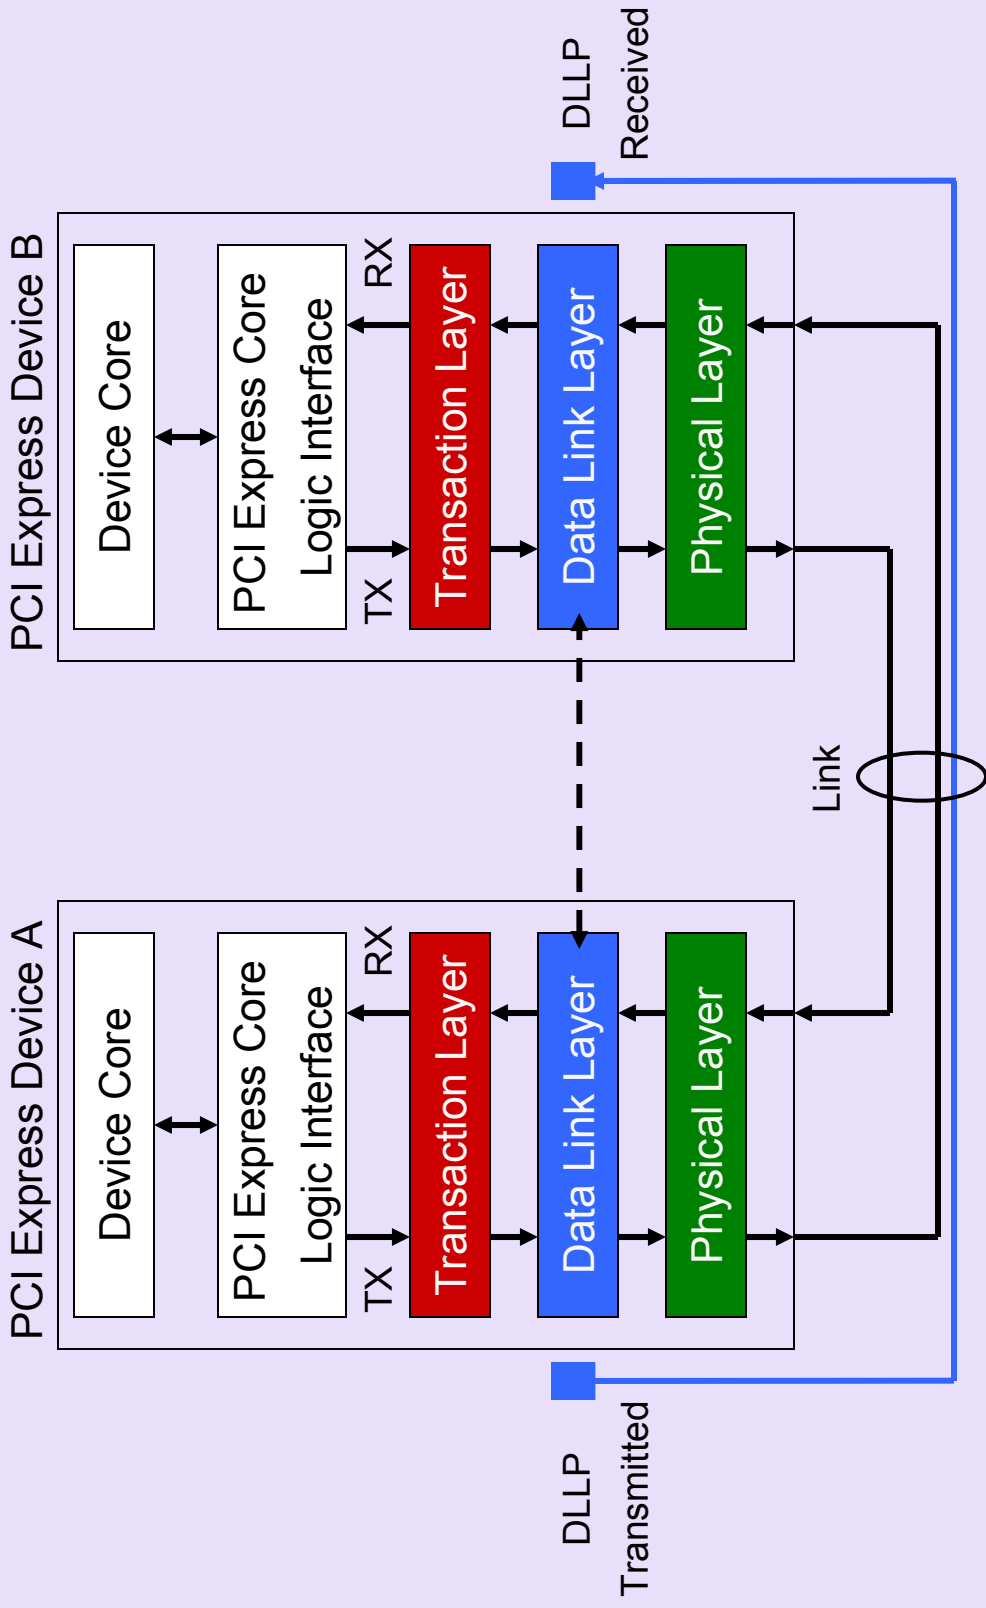 PCI Express Device A
PCI Express Device B
Device Core
Device Core
PCI Express Core
Logic Interface
PCI Express Core
Logic Interface
TX
RX
TX
RX
Transaction Layer
Transaction Layer
DLLP
Transmitted
Data Link Layer
Data Link Layer
DLLP
Received
Physical Layer
Physical Layer
Link